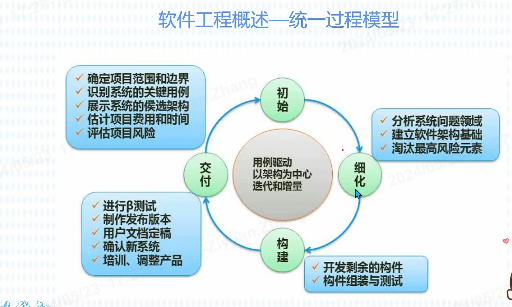 软件工程概述—统一过程模型
确定项目范围和边界
识别系统的关键用例
展示系统的侯选架构
估计项目费用和时间
评估项目风险
初始
分析系统问题领域
建立软件架构基础
淘汰最高风险元素
用例驱动
以架构为中心
迭代和增量
交付
细化
进行β测试
制作发布版本
用户文档定稿
确认新系统
培训、调整产品
构建
开发剩余的构件
构件组装与测试